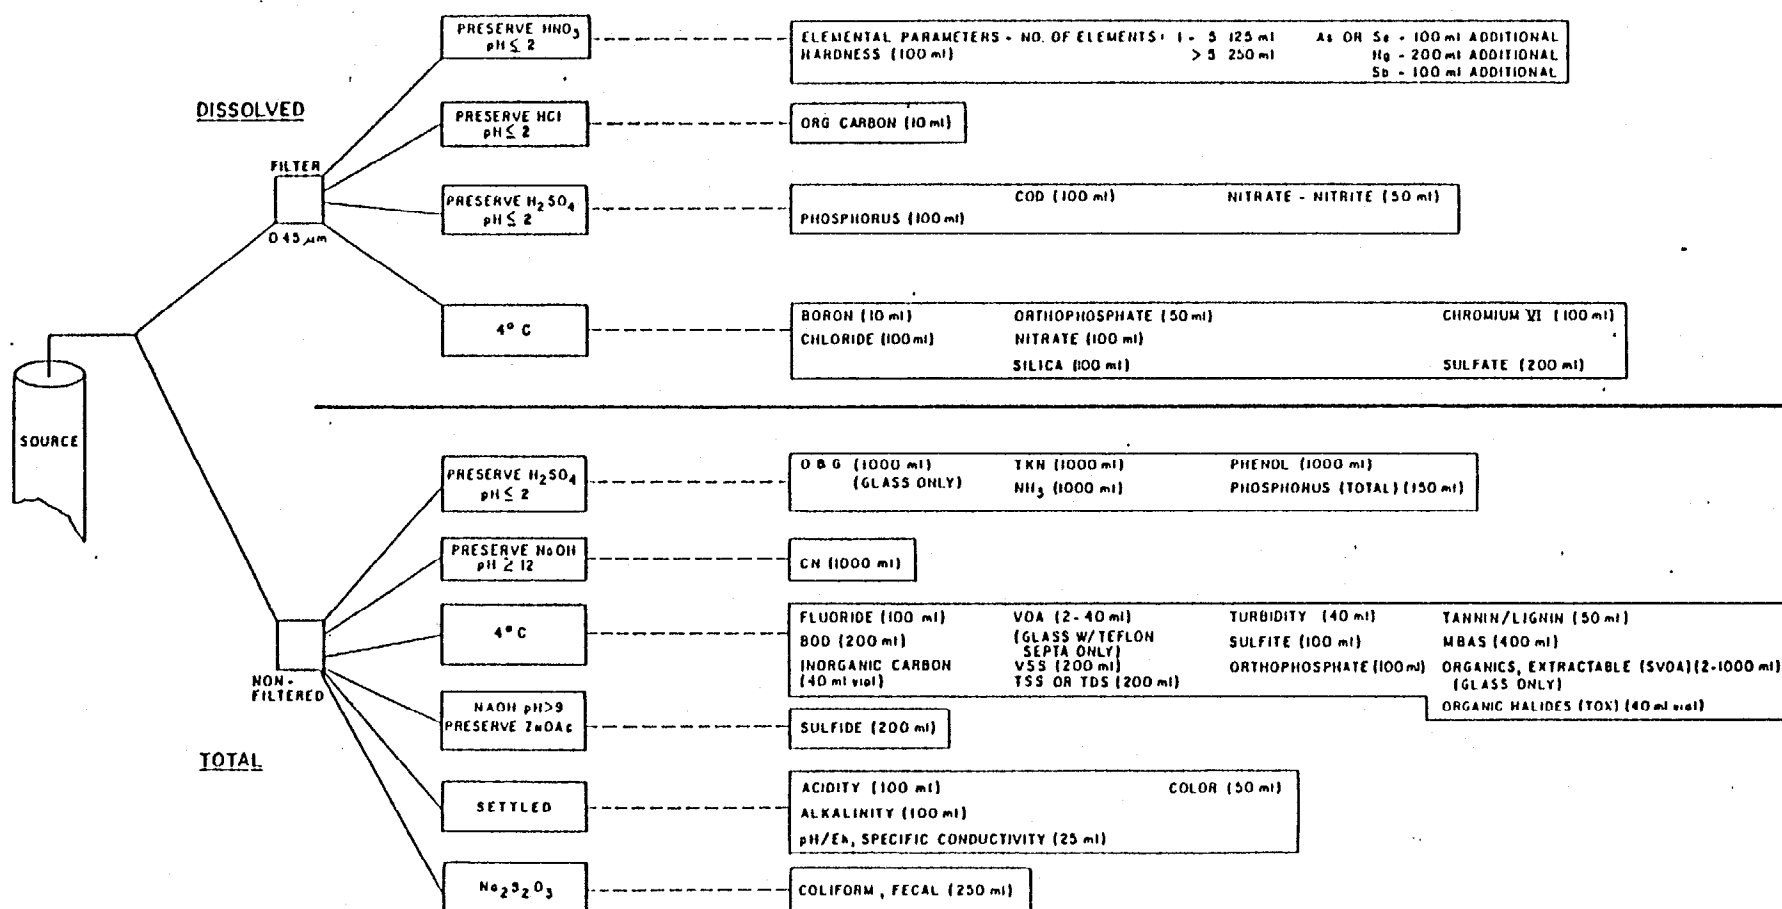 PRESERVE HNO3
pH ≤ 2
ELEMENTAL PARAMETERS - NO. OF ELEMENTS: 1 - 5 125 ml As OR Se - 100 ml ADDITIONAL
HARDNESS (100 ml) > 5 250 ml Hg - 200 ml ADDITIONAL
Sb - 100 ml ADDITIONAL
DISSOLVED
PRESERVE HCl
pH ≤ 2
ORG CARBON (10 ml)
FILTER
0.45 µm
PRESERVE H2SO4
pH ≤ 2
COD (100 ml) NITRATE - NITRITE (50 ml)
PHOSPHORUS (100 ml)
4° C
BORON (10 ml) ORTHOPHOSPHATE (50 ml) CHROMIUM VI (100 ml)
CHLORIDE (100 ml) NITRATE (100 ml)
SILICA (100 ml) SULFATE (200 ml)
SOURCE
PRESERVE H2SO4
pH ≤ 2
O & G (1000 ml) TKN (1000 ml) PHENOL (1000 ml)
(GLASS ONLY) NH3 (1000 ml) PHOSPHORUS (TOTAL) (150 ml)
PRESERVE NaOH
pH ≥ 12
CN (1000 ml)
NON-
FILTERED
4° C
FLUORIDE (100 ml) VOA (2-40 ml) TURBIDITY (40 ml) TANNIN/LIGNIN (50 ml)
BOD (200 ml) (GLASS W/TEFLON SULFITE (100 ml) MBAS (400 ml)
SEPTA ONLY)
INORGANIC CARBON VSS (200 ml) ORTHOPHOSPHATE (100 ml) ORGANICS, EXTRACTABLE (SVOA) (2-1000 ml)
(40 ml vial) TSS OR TDS (200 ml) (GLASS ONLY)
ORGANIC HALIDES (TOX) (40 ml vial)
NAOH pH>9
PRESERVE ZnOAc
SULFIDE (200 ml)
TOTAL
SETTLED
ACIDITY (100 ml) COLOR (50 ml)
ALKALINITY (100 ml)
pH/Eh, SPECIFIC CONDUCTIVITY (25 ml)
Na2S2O3
COLIFORM, FECAL (250 ml)